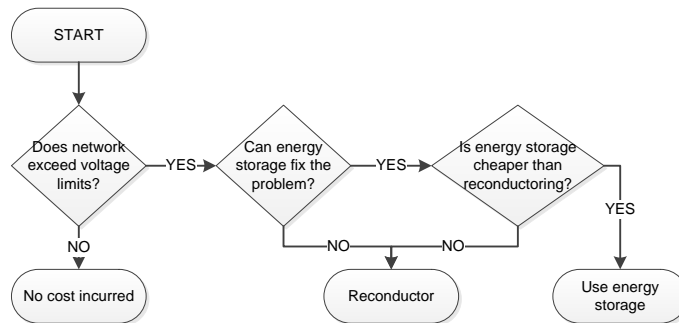 START
Does network
exceed voltage
limits?
YES
Can energy
storage fix the
problem?
YES
Is energy storage
cheaper than
reconductoring?
YES
NO
NO
NO
No cost incurred
Reconductor
Use energy
storage